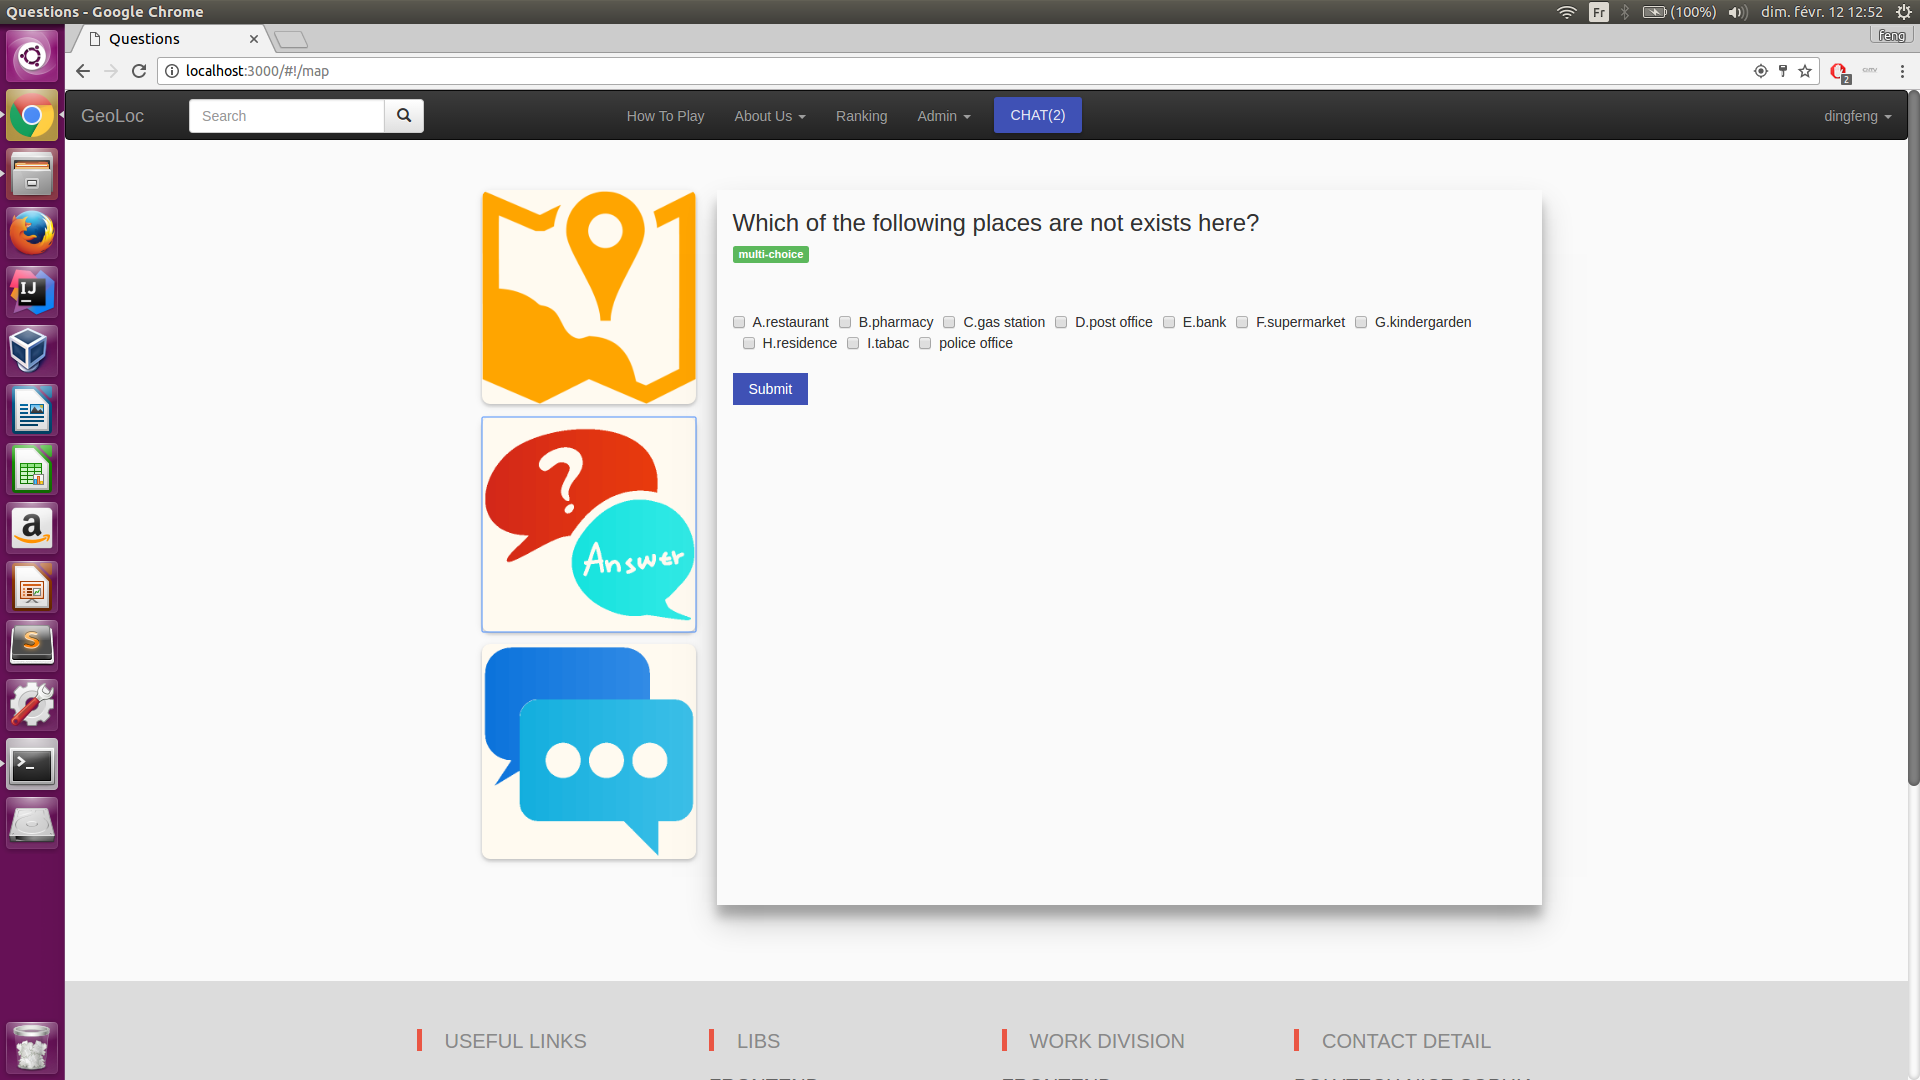 Questions - Google Chrome
Fr
(100%)
dim. févr. 12 12:52
Questions
feng
localhost:3000/#!/map
2
GeoLoc
Search
How To Play
About Us
Ranking
Admin
CHAT(2)
dingfeng
Which of the following places are not exists here?
multi-choice
A.restaurant B.pharmacy C.gas station D.post office E.bank F.supermarket G.kindergarden
H.residence I.tabac police office
Submit
?
Answer
IJ
a
S
>_
USEFUL LINKS
LIBS
WORK DIVISION
CONTACT DETAIL